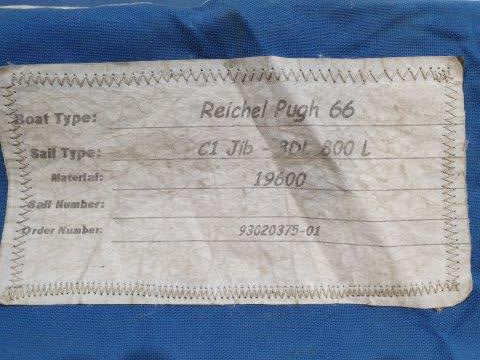 Boat Type: Reichel Pugh 66
Sail Type: C1 Jib - 3DL 800 L
Material: 19600
Sail Number:
Order Number: 93020375-01